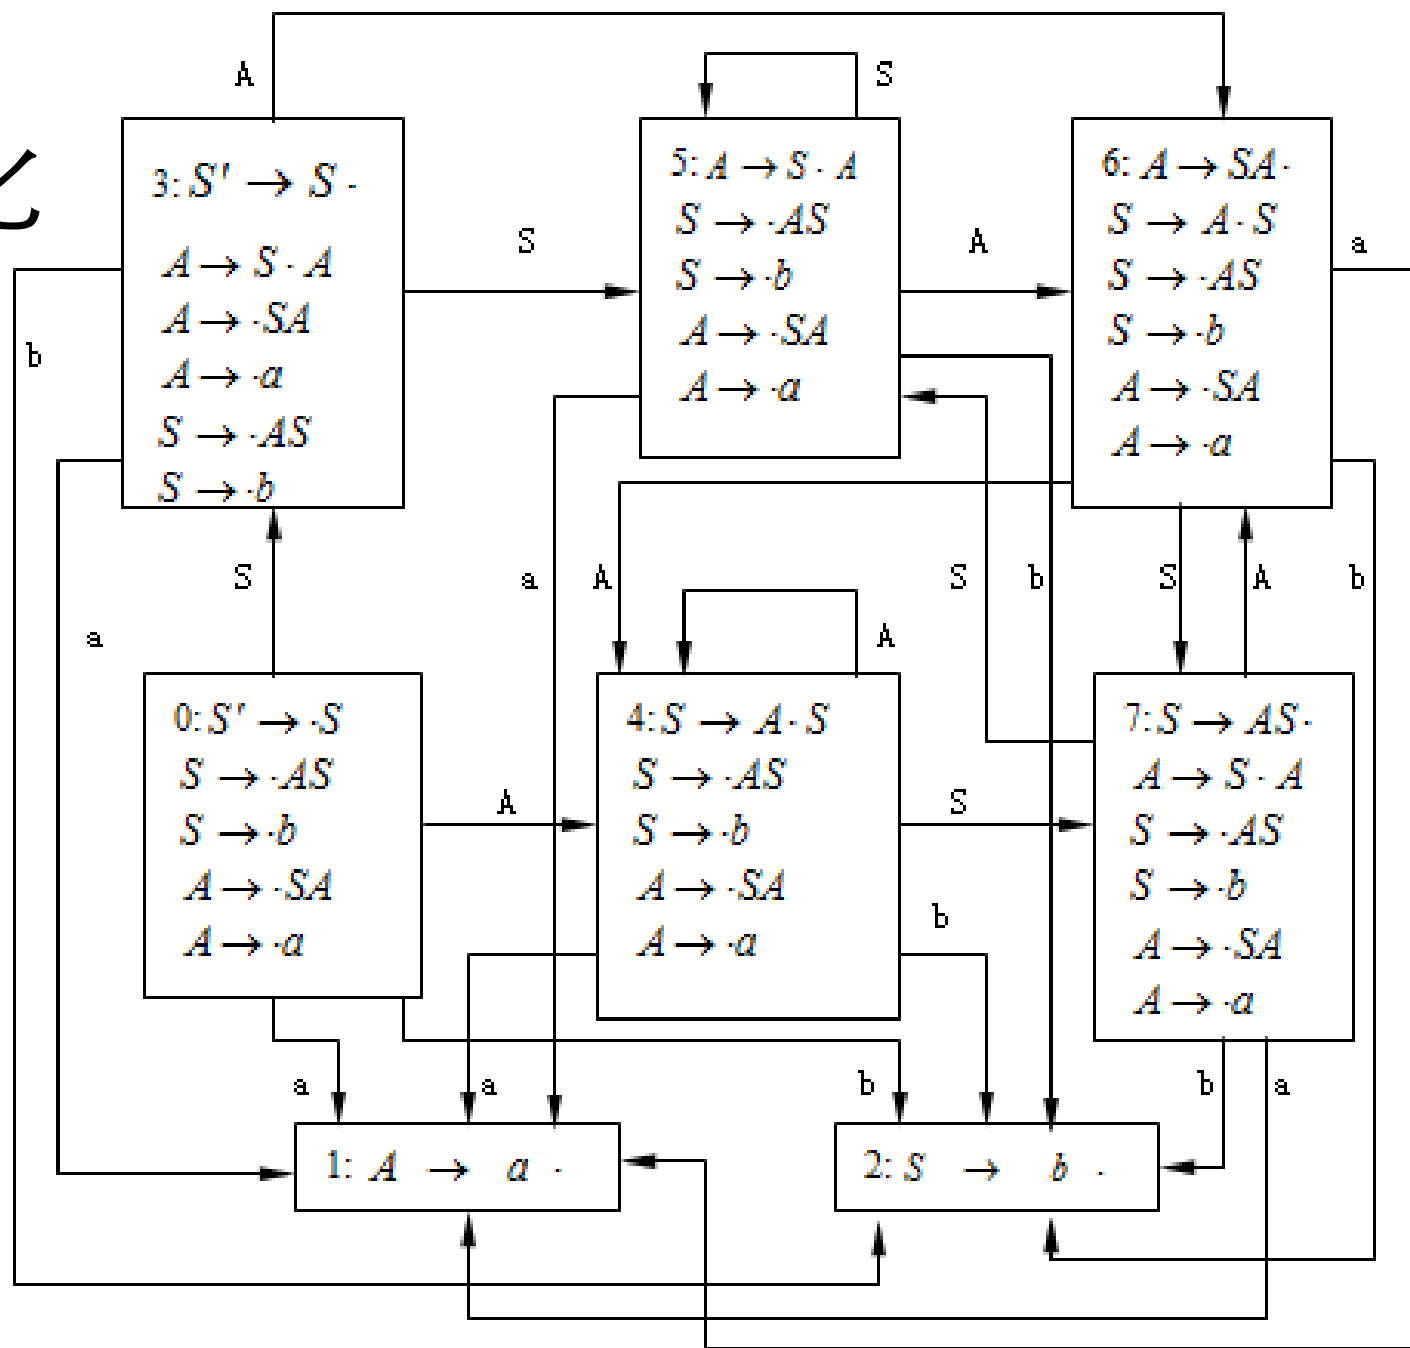 A
S
3: S' → S ·
A → S · A
A → ·SA
A → ·a
S → ·AS
S → ·b
S
5: A → S · A
S → ·AS
S → ·b
A → ·SA
A → ·a
A
6: A → SA·
S → A · S
S → ·AS
S → ·b
A → ·SA
A → ·a
a
b
a
S
a
A
S
b
S
A
b
0: S' → ·S
S → ·AS
S → ·b
A → ·SA
A → ·a
A
A
4: S → A · S
S → ·AS
S → ·b
A → ·SA
A → ·a
S
b
7: S → AS·
A → S · A
S → ·AS
S → ·b
A → ·SA
A → ·a
a
a
b
b
a
1: A → a ·
2: S → b ·